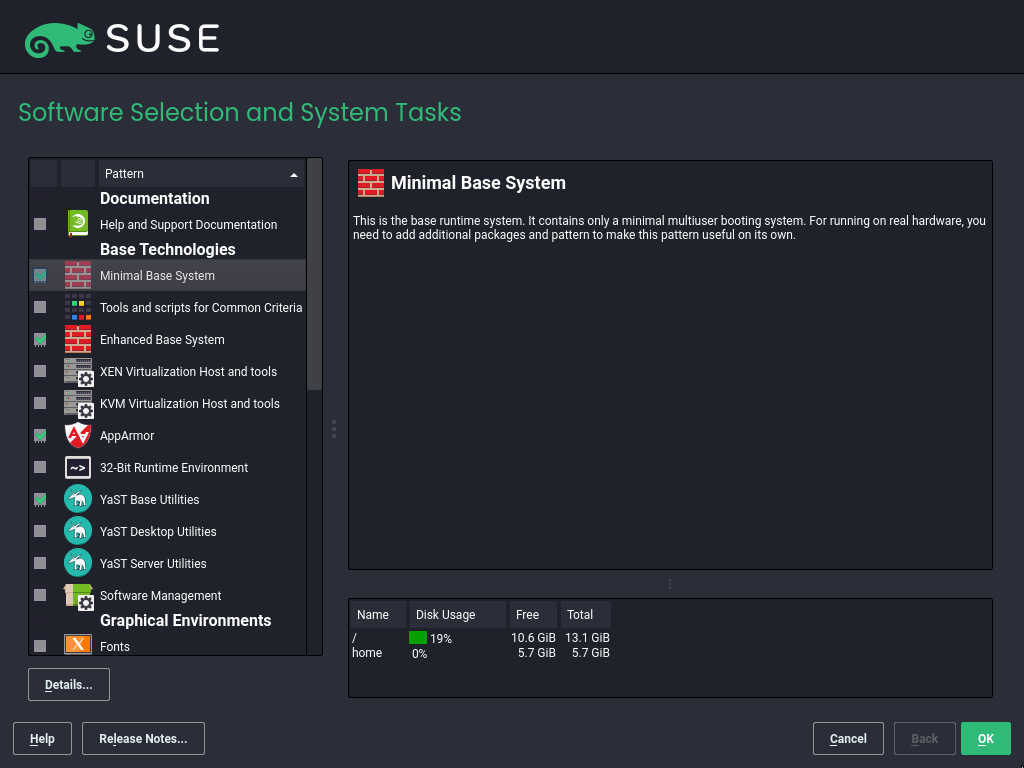 SUSE
Software Selection and System Tasks
Pattern
Documentation
Help and Support Documentation
Base Technologies
Minimal Base System
Tools and scripts for Common Criteria
Enhanced Base System
XEN Virtualization Host and tools
KVM Virtualization Host and tools
AppArmor
~> 32-Bit Runtime Environment
YaST Base Utilities
YaST Desktop Utilities
YaST Server Utilities
Software Management
Graphical Environments
X Fonts
Details...
Minimal Base System
This is the base runtime system. It contains only a minimal multiuser booting system. For running on real hardware, you
need to add additional packages and pattern to make this pattern useful on its own.
Name Disk Usage Free Total
/ 19% 10.6 GiB 13.1 GiB
home 0% 5.7 GiB 5.7 GiB
Help Release Notes... Cancel Back OK